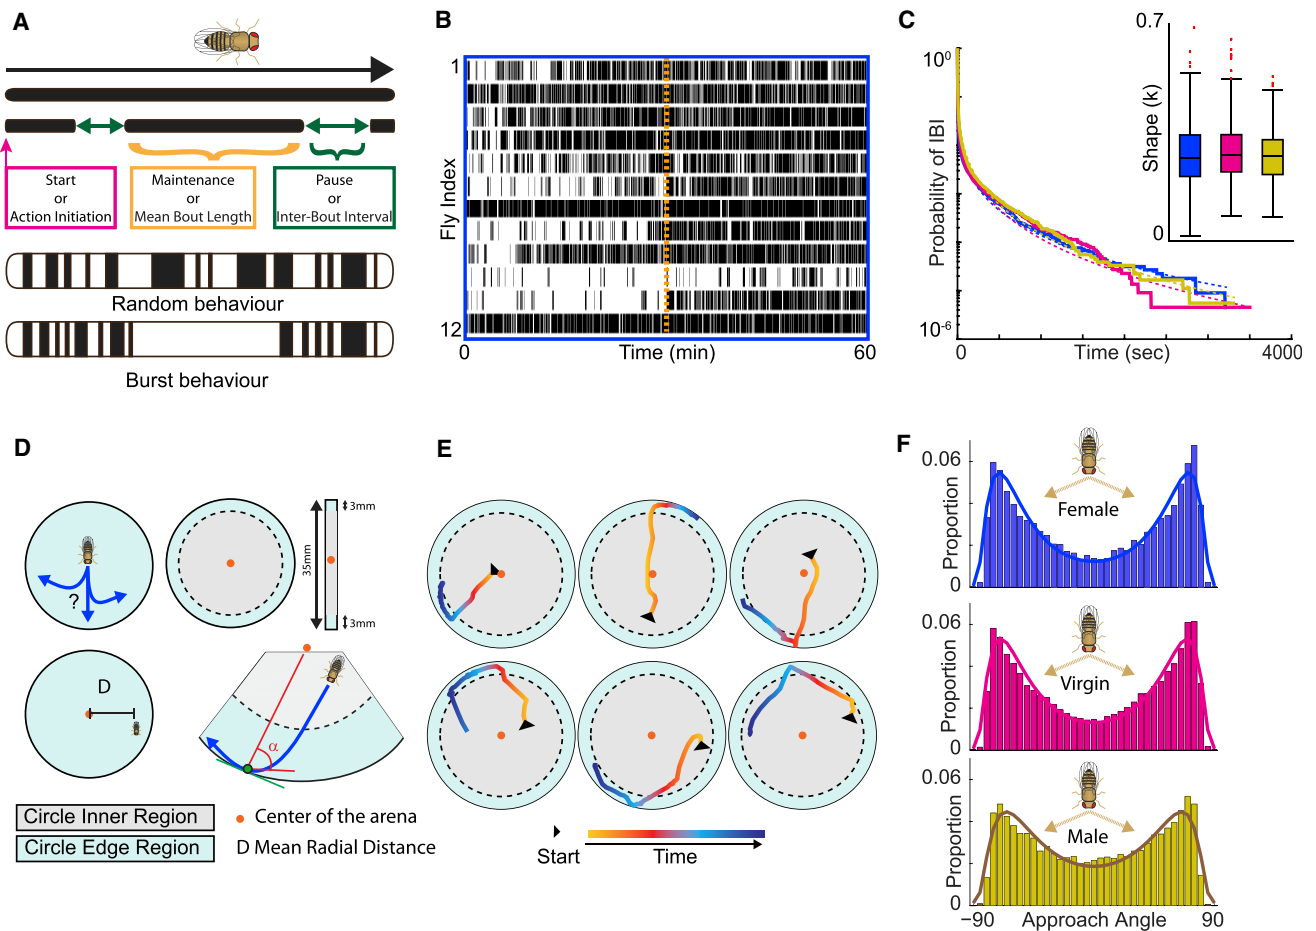 A
Start
or
Action Initiation
Maintenance
or
Mean Bout Length
Pause
or
Inter-Bout Interval
Random behaviour
Burst behaviour
B
1
Fly Index
12
0
Time (min)
60
C
10^0
Probability of IBI
10^-6
0
Time (sec)
4000
0.7
Shape (k)
0
D
?
35mm
3mm
3mm
D
α
Circle Inner Region
Circle Edge Region
Center of the arena
D Mean Radial Distance
E
Start
Time
F
0.06
Proportion
0
Female
0.06
Proportion
0
Virgin
0.06
Proportion
0
Male
−90
Approach Angle
90